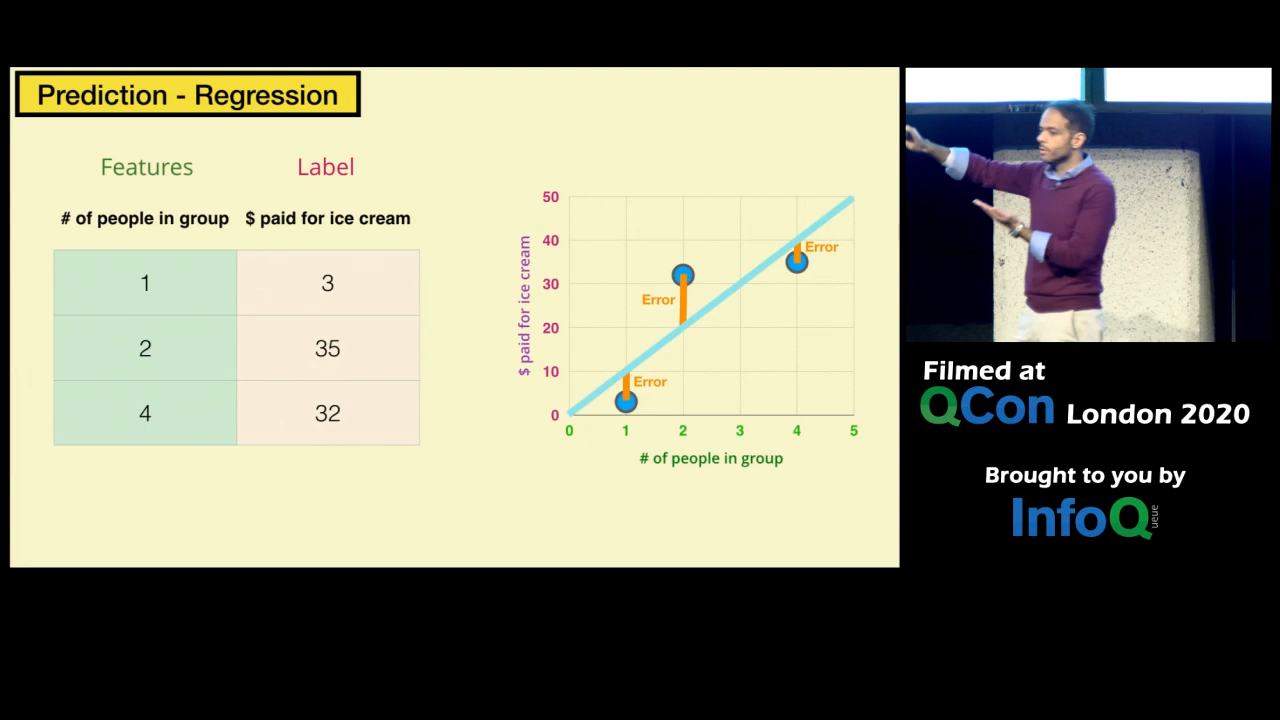 Prediction - Regression
Features Label
# of people in group $ paid for ice cream
1 3
2 35
4 32
$ paid for ice cream
50
40
30
20
10
0
Error
Error
Error
0 1 2 3 4 5
# of people in group
Filmed at
QCon London 2020
Brought to you by
InfoQueue